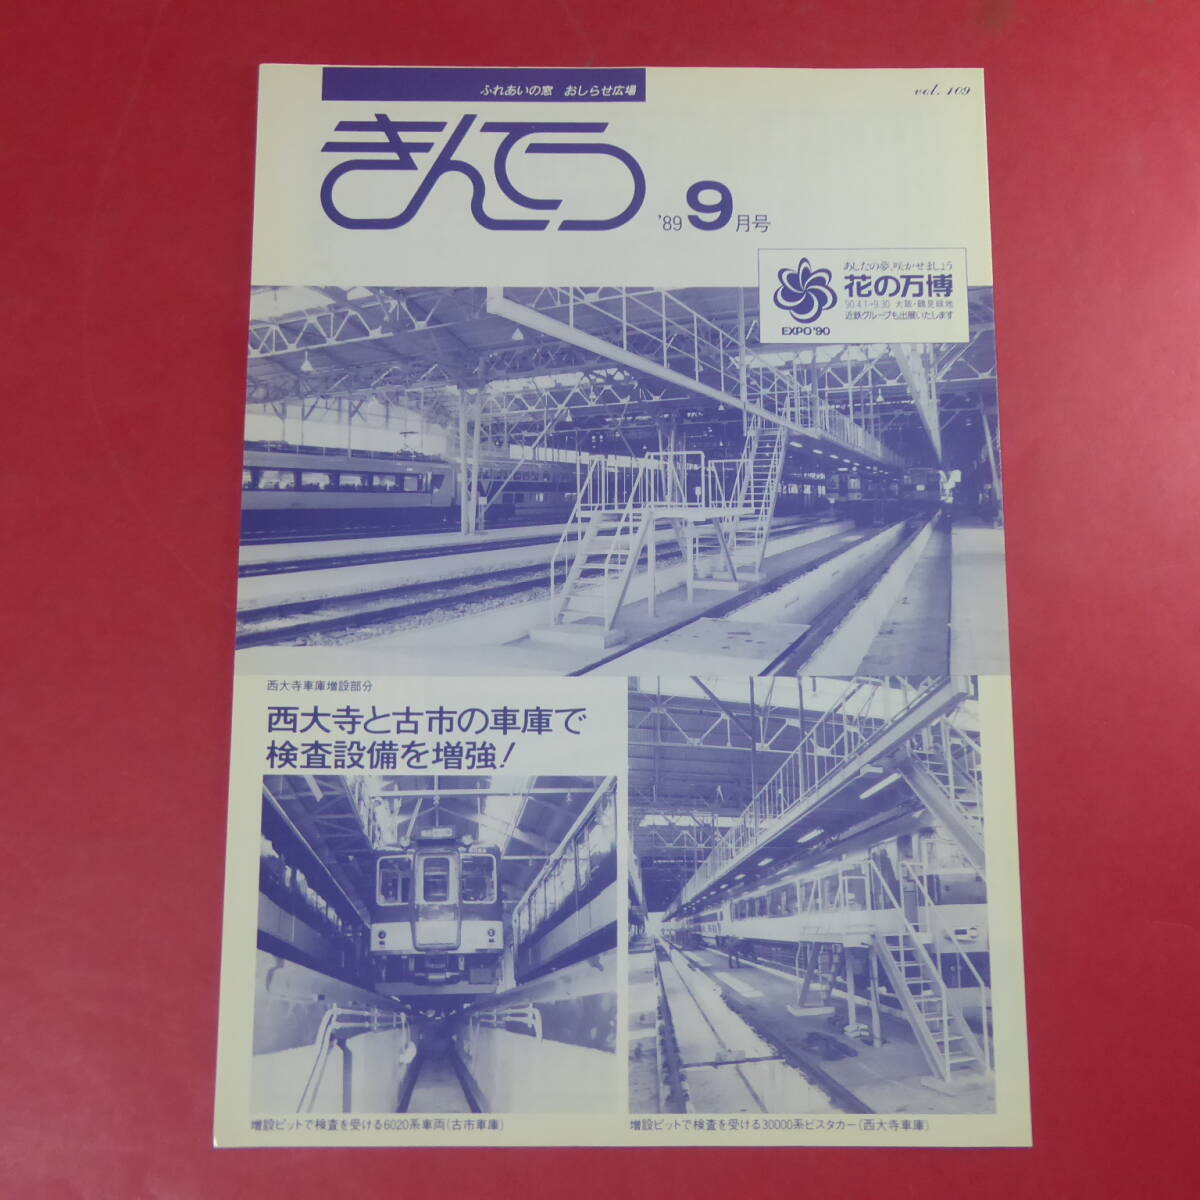 ふれあいの窓　おしらせ広場
vol. 109
きんてつ
'89 9月号
あしたの夢、咲かせましょう
花の万博
'90 4.1→9.30 大阪・鶴見緑地
近鉄グループも出展いたします
EXPO'90
西大寺車庫増設部分
西大寺と古市の車庫で
検査設備を増強!
増設ピットで検査を受ける6020系車両(古市車庫)
増設ピットで検査を受ける30000系ビスタカー(西大寺車庫)